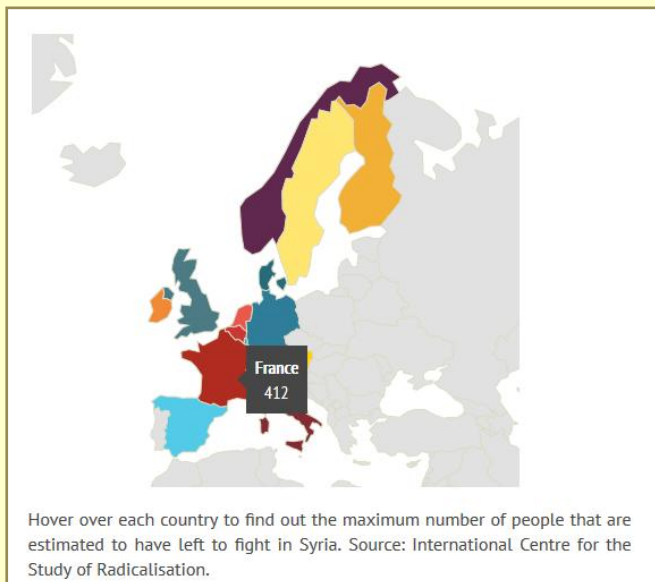 France
412
Hover over each country to find out the maximum number of people that are
estimated to have left to fight in Syria. Source: International Centre for the
Study of Radicalisation.